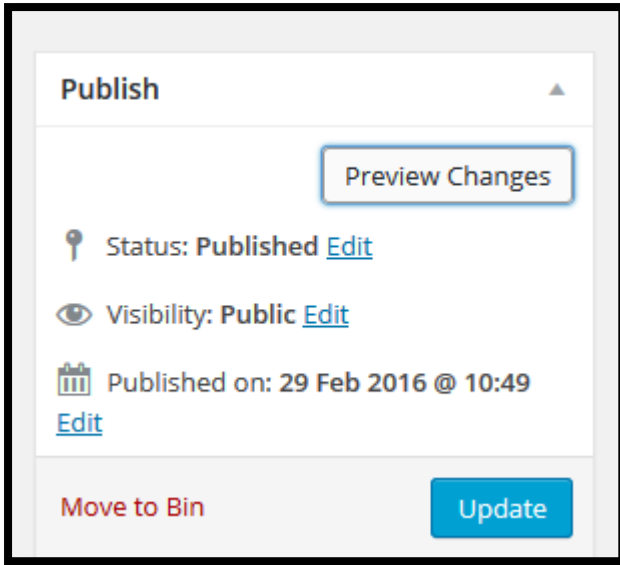 Publish
Preview Changes
Status: Published Edit
Visibility: Public Edit
Published on: 29 Feb 2016 @ 10:49
Edit
Move to Bin
Update